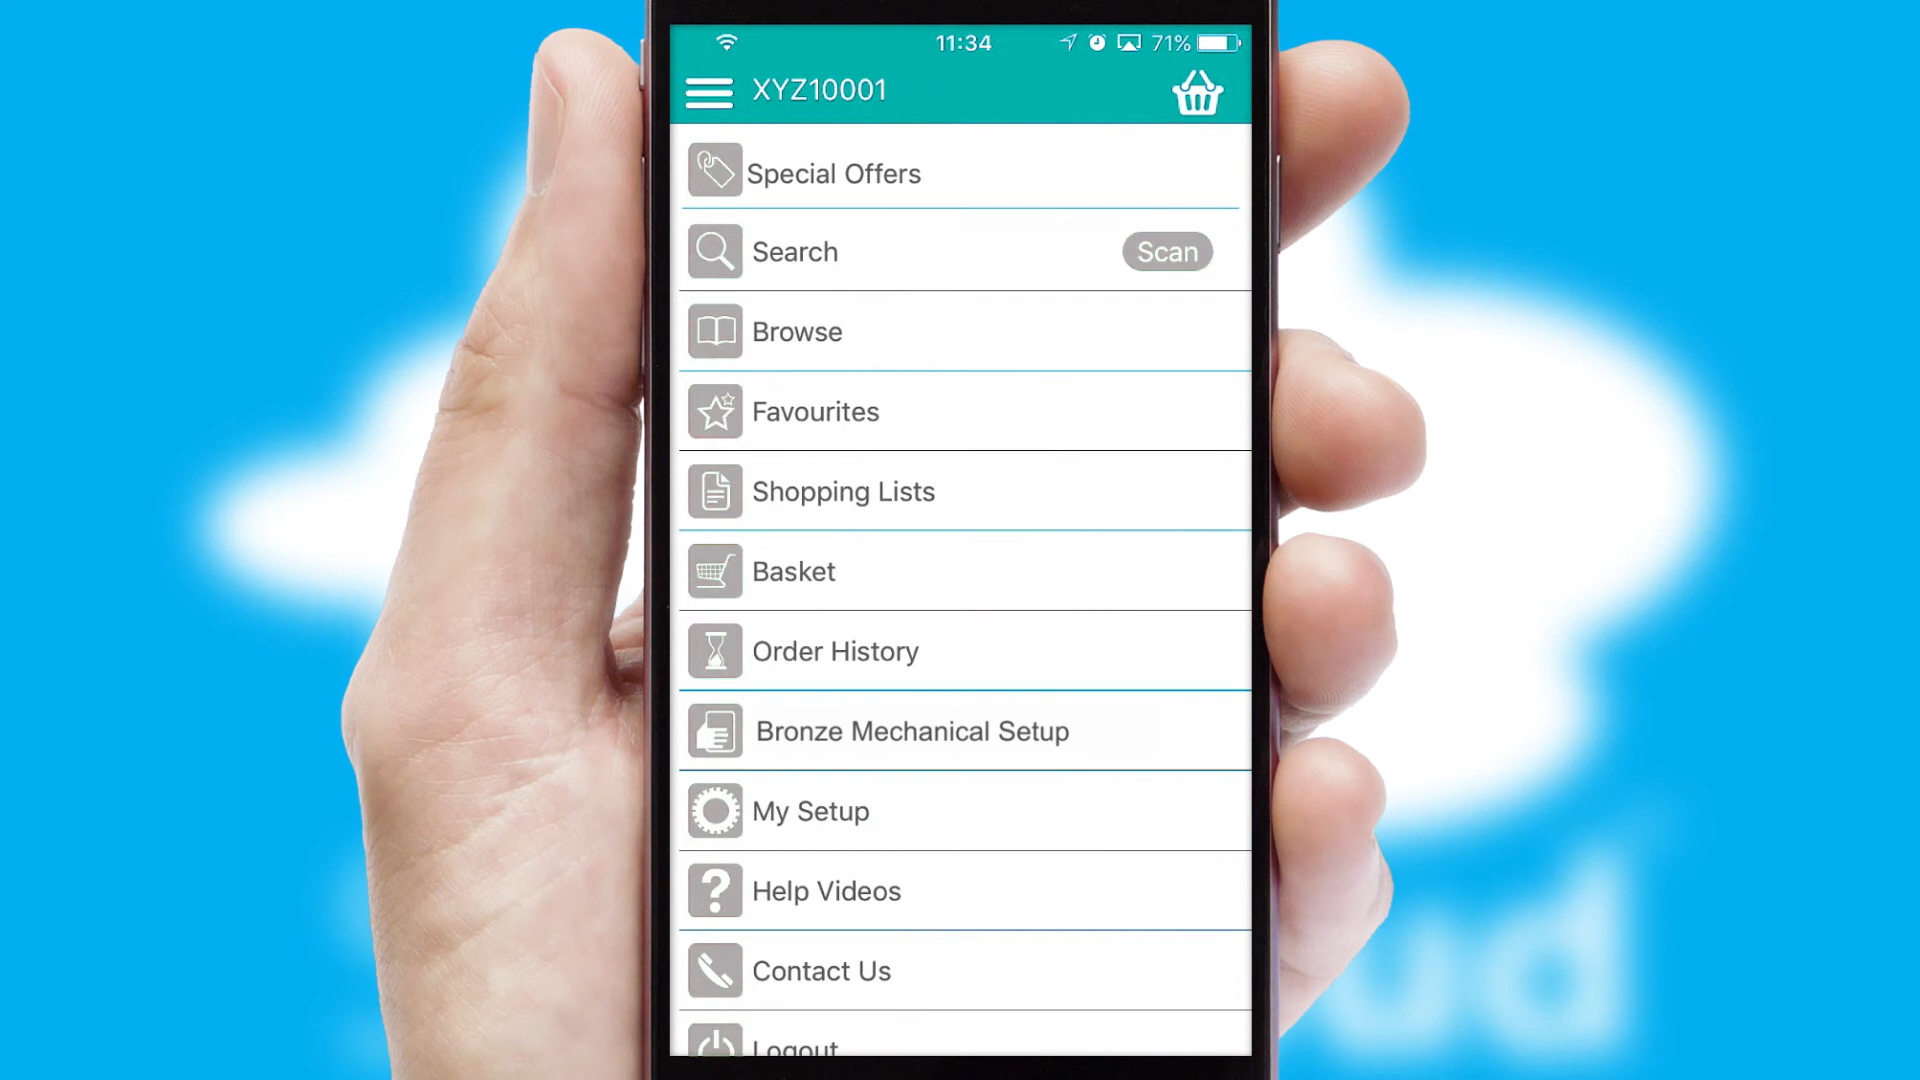 11:34 71%
XYZ10001
Special Offers
Search Scan
Browse
Favourites
Shopping Lists
Basket
Order History
Bronze Mechanical Setup
My Setup
Help Videos
Contact Us
Logout
ud